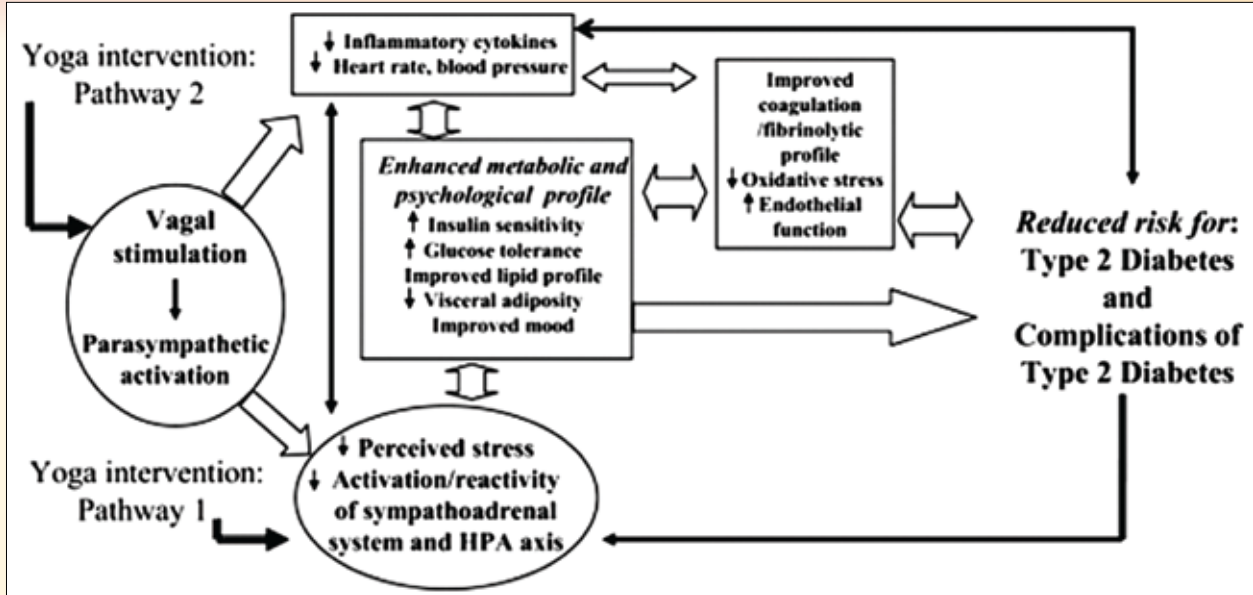 Yoga intervention:
Pathway 2
↓ Inflammatory cytokines
↓ Heart rate, blood pressure
Improved
coagulation
/fibrinolytic
profile
↓ Oxidative stress
↑ Endothelial
function
Enhanced metabolic and
psychological profile
↑ Insulin sensitivity
↑ Glucose tolerance
Improved lipid profile
↓ Visceral adiposity
Improved mood
Vagal
stimulation
↓
Parasympathetic
activation
Reduced risk for:
Type 2 Diabetes
and
Complications of
Type 2 Diabetes
Yoga intervention:
Pathway 1
↓ Perceived stress
↓ Activation/reactivity
of sympathoadrenal
system and HPA axis